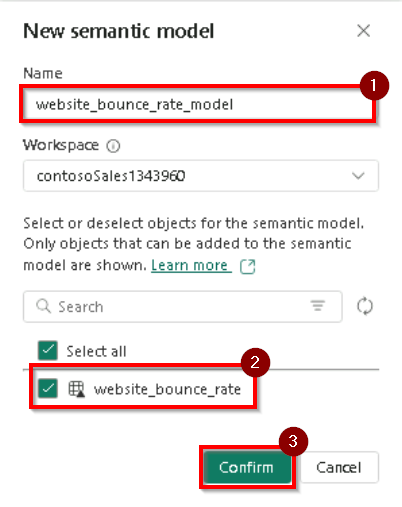 New semantic model
Name
1
website_bounce_rate_model
Workspace
contosoSales1343960
Select or deselect objects for the semantic model.
Only objects that can be added to the semantic
model are shown. Learn more
Search
Select all
2
website_bounce_rate
3
Confirm Cancel